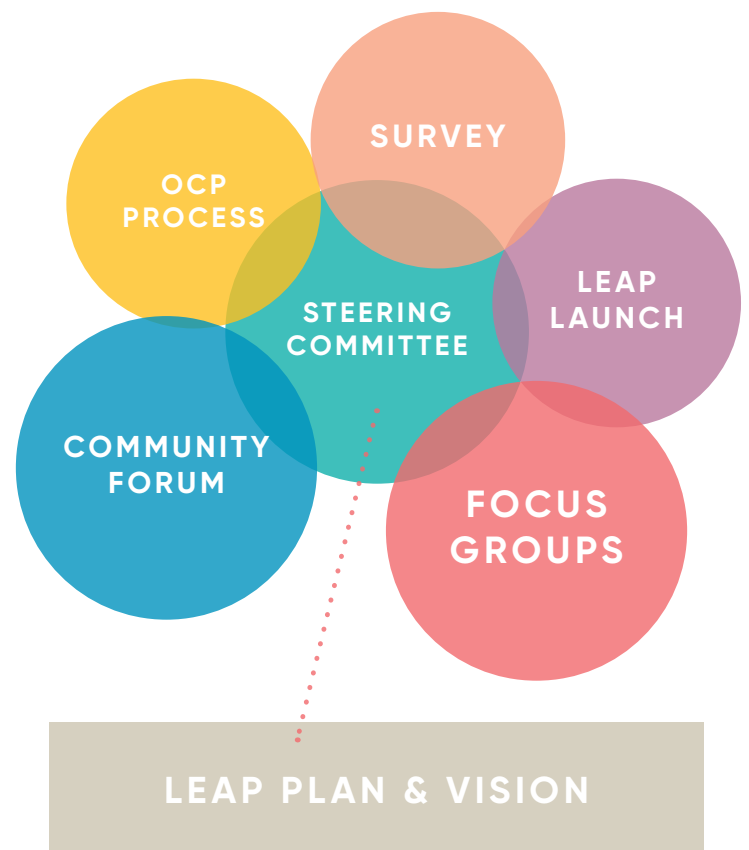 SURVEY
OCP
PROCESS
LEAP
LAUNCH
STEERING
COMMITTEE
COMMUNITY
FORUM
FOCUS
GROUPS
LEAP PLAN & VISION